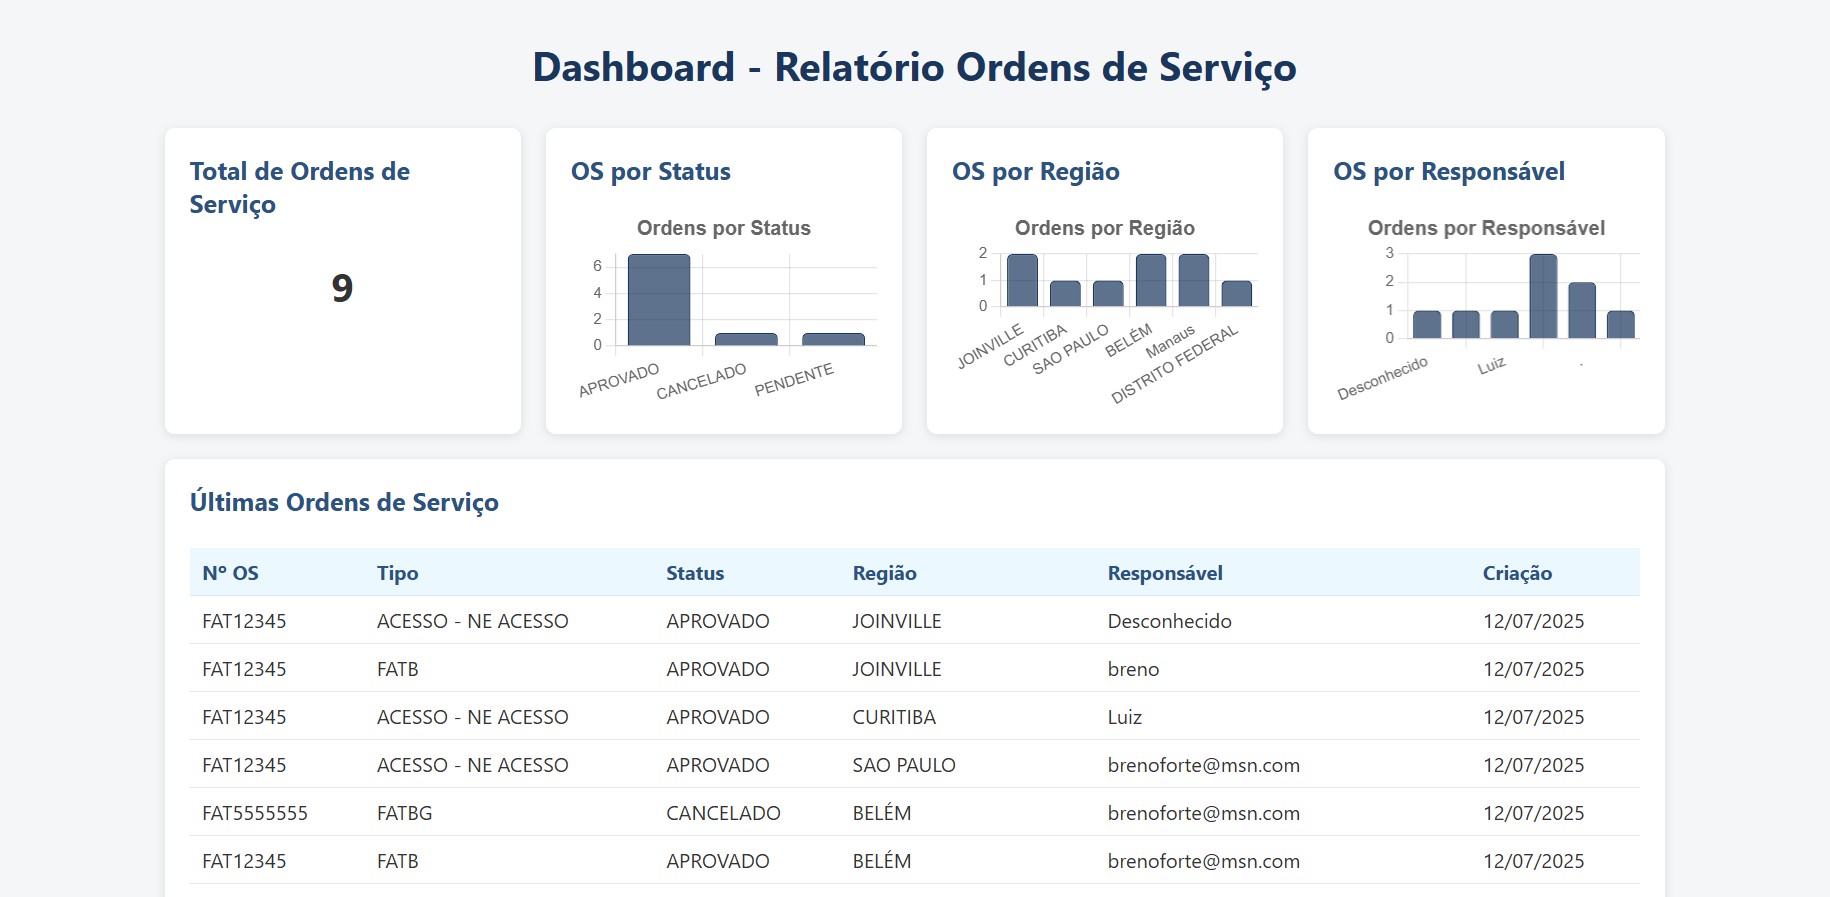 Dashboard - Relatório Ordens de Serviço
Total de Ordens de
Serviço
9
OS por Status
Ordens por Status
6
4
2
0
APROVADO
CANCELADO
PENDENTE
OS por Região
Ordens por Região
2
1
0
JOINVILLE
CURITIBA
SAO PAULO
BELÉM
Manaus
DISTRITO FEDERAL
OS por Responsável
Ordens por Responsável
3
2
1
0
Desconhecido
Luiz
.
Últimas Ordens de Serviço
Nº OS Tipo Status Região Responsável Criação
FAT12345 ACESSO - NE ACESSO APROVADO JOINVILLE Desconhecido 12/07/2025
FAT12345 FATB APROVADO JOINVILLE breno 12/07/2025
FAT12345 ACESSO - NE ACESSO APROVADO CURITIBA Luiz 12/07/2025
FAT12345 ACESSO - NE ACESSO APROVADO SAO PAULO brenoforte@msn.com 12/07/2025
FAT5555555 FATBG CANCELADO BELÉM brenoforte@msn.com 12/07/2025
FAT12345 FATB APROVADO BELÉM brenoforte@msn.com 12/07/2025